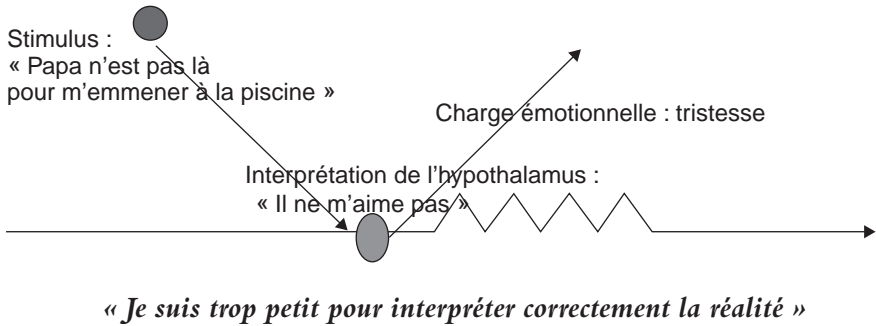 Stimulus :
« Papa n'est pas là
pour m'emmener à la piscine »
Charge émotionnelle : tristesse
Interprétation de l'hypothalamus :
« Il ne m'aime pas »
« Je suis trop petit pour interpréter correctement la réalité »